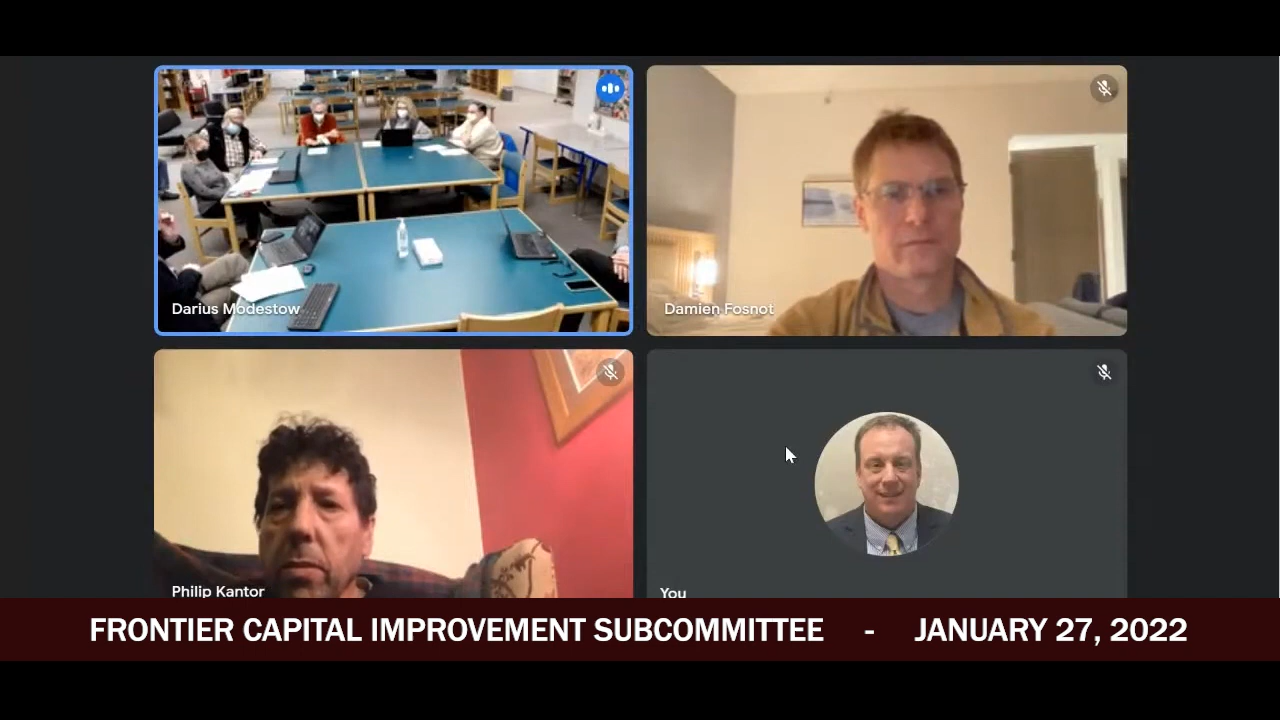 Darius Modestow
Damien Fosnot
Philip Kantor
You
FRONTIER CAPITAL IMPROVEMENT SUBCOMMITTEE - JANUARY 27, 2022